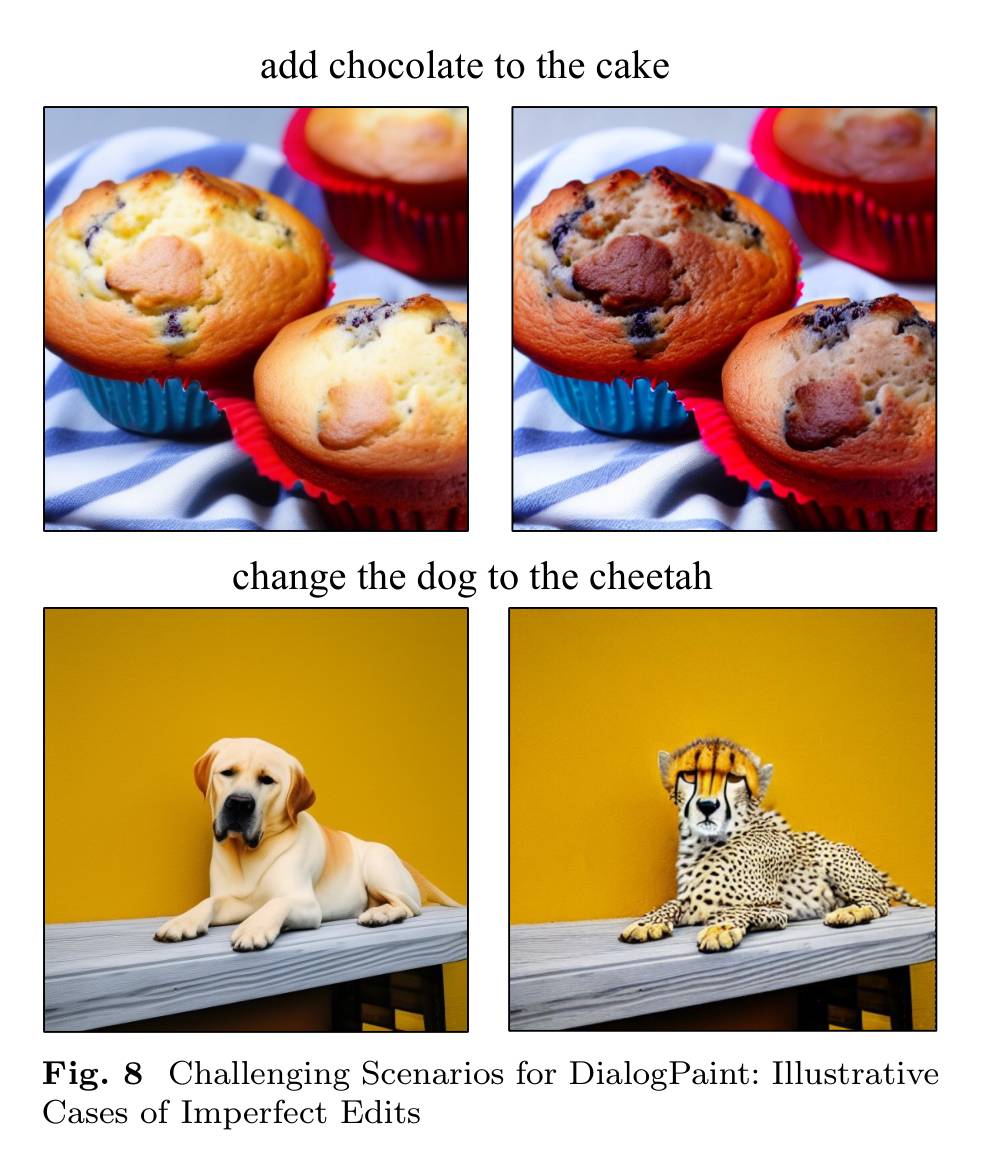 add chocolate to the cake
change the dog to the cheetah
Fig. 8 Challenging Scenarios for DialogPaint: Illustrative
Cases of Imperfect Edits